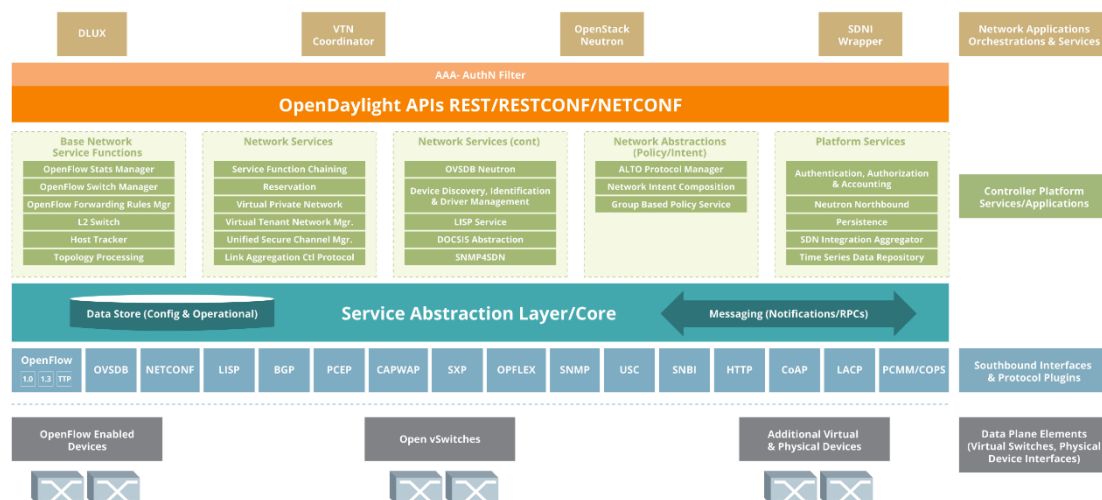 DLUX
VTN
Coordinator
OpenStack
Neutron
SDNI
Wrapper
Network Applications
Orchestrations & Services
AAA- AuthN Filter
OpenDaylight APIs REST/RESTCONF/NETCONF
Base Network
Service Functions
OpenFlow Stats Manager
OpenFlow Switch Manager
OpenFlow Forwarding Rules Mgr
L2 Switch
Host Tracker
Topology Processing
Network Services
Service Function Chaining
Reservation
Virtual Private Network
Virtual Tenant Network Mgr.
Unified Secure Channel Mgr.
Link Aggregation Ctl Protocol
Network Services (cont)
OVSDB Neutron
Device Discovery, Identification
& Driver Management
LISP Service
DOCSIS Abstraction
SNMP4SDN
Network Abstractions
(Policy/Intent)
ALTO Protocol Manager
Network Intent Composition
Group Based Policy Service
Platform Services
Authentication, Authorization
& Accounting
Neutron Northbound
Persistence
SDN Integration Aggregator
Time Series Data Repository
Controller Platform
Services/Applications
Data Store (Config & Operational)
Service Abstraction Layer/Core
Messaging (Notifications/RPCs)
OpenFlow
1.0 1.3 TTP
OVSDB
NETCONF
LISP
BGP
PCEP
CAPWAP
SXP
OPFLEX
SNMP
USC
SNBI
HTTP
CoAP
LACP
PCMM/COPS
Southbound Interfaces
& Protocol Plugins
OpenFlow Enabled
Devices
Open vSwitches
Additional Virtual
& Physical Devices
Data Plane Elements
(Virtual Switches, Physical
Device Interfaces)